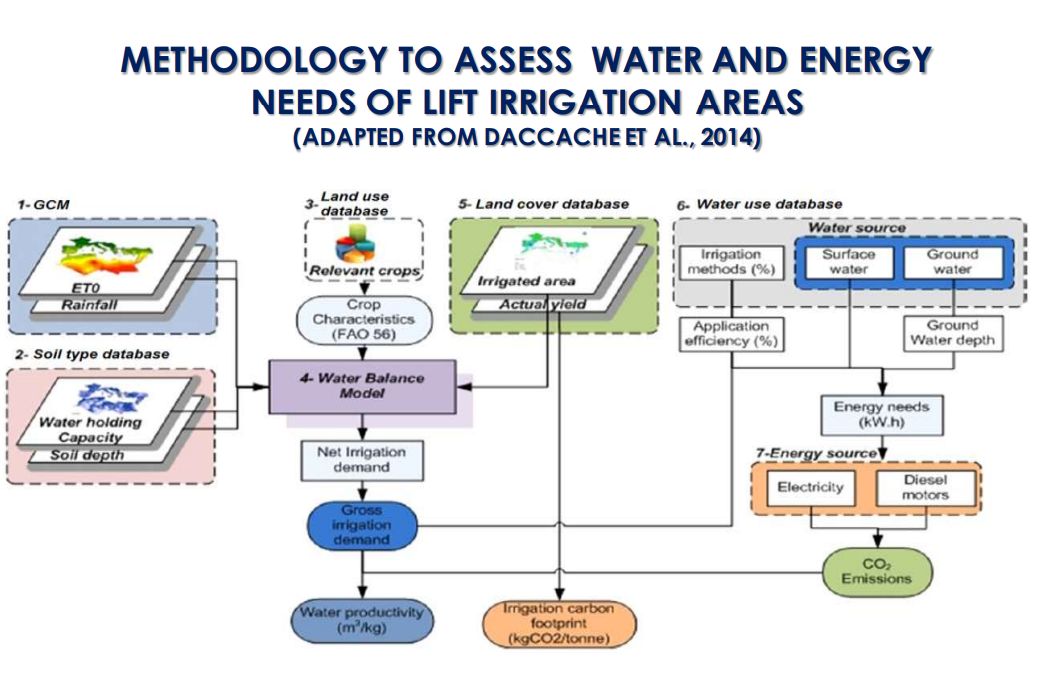 METHODOLOGY TO ASSESS WATER AND ENERGY
NEEDS OF LIFT IRRIGATION AREAS
(ADAPTED FROM DACCACHE ET AL., 2014)
1- GCM
ET0
Rainfall
2- Soil type database
Water holding
Capacity
Soil depth
3- Land use
database
Relevant crops
Crop
Characteristics
(FAO 56)
4- Water Balance
Model
Net Irrigation
demand
Gross
irrigation
demand
Water productivity
(m³/kg)
5- Land cover database
Irrigated area
Actual yield
Irrigation carbon
footprint
(kgCO2/tonne)
6- Water use database
Water source
Irrigation
methods (%)
Surface
water
Ground
water
Application
efficiency (%)
Ground
Water depth
Energy needs
(kW.h)
7-Energy source
Electricity
Diesel
motors
CO₂
Emissions